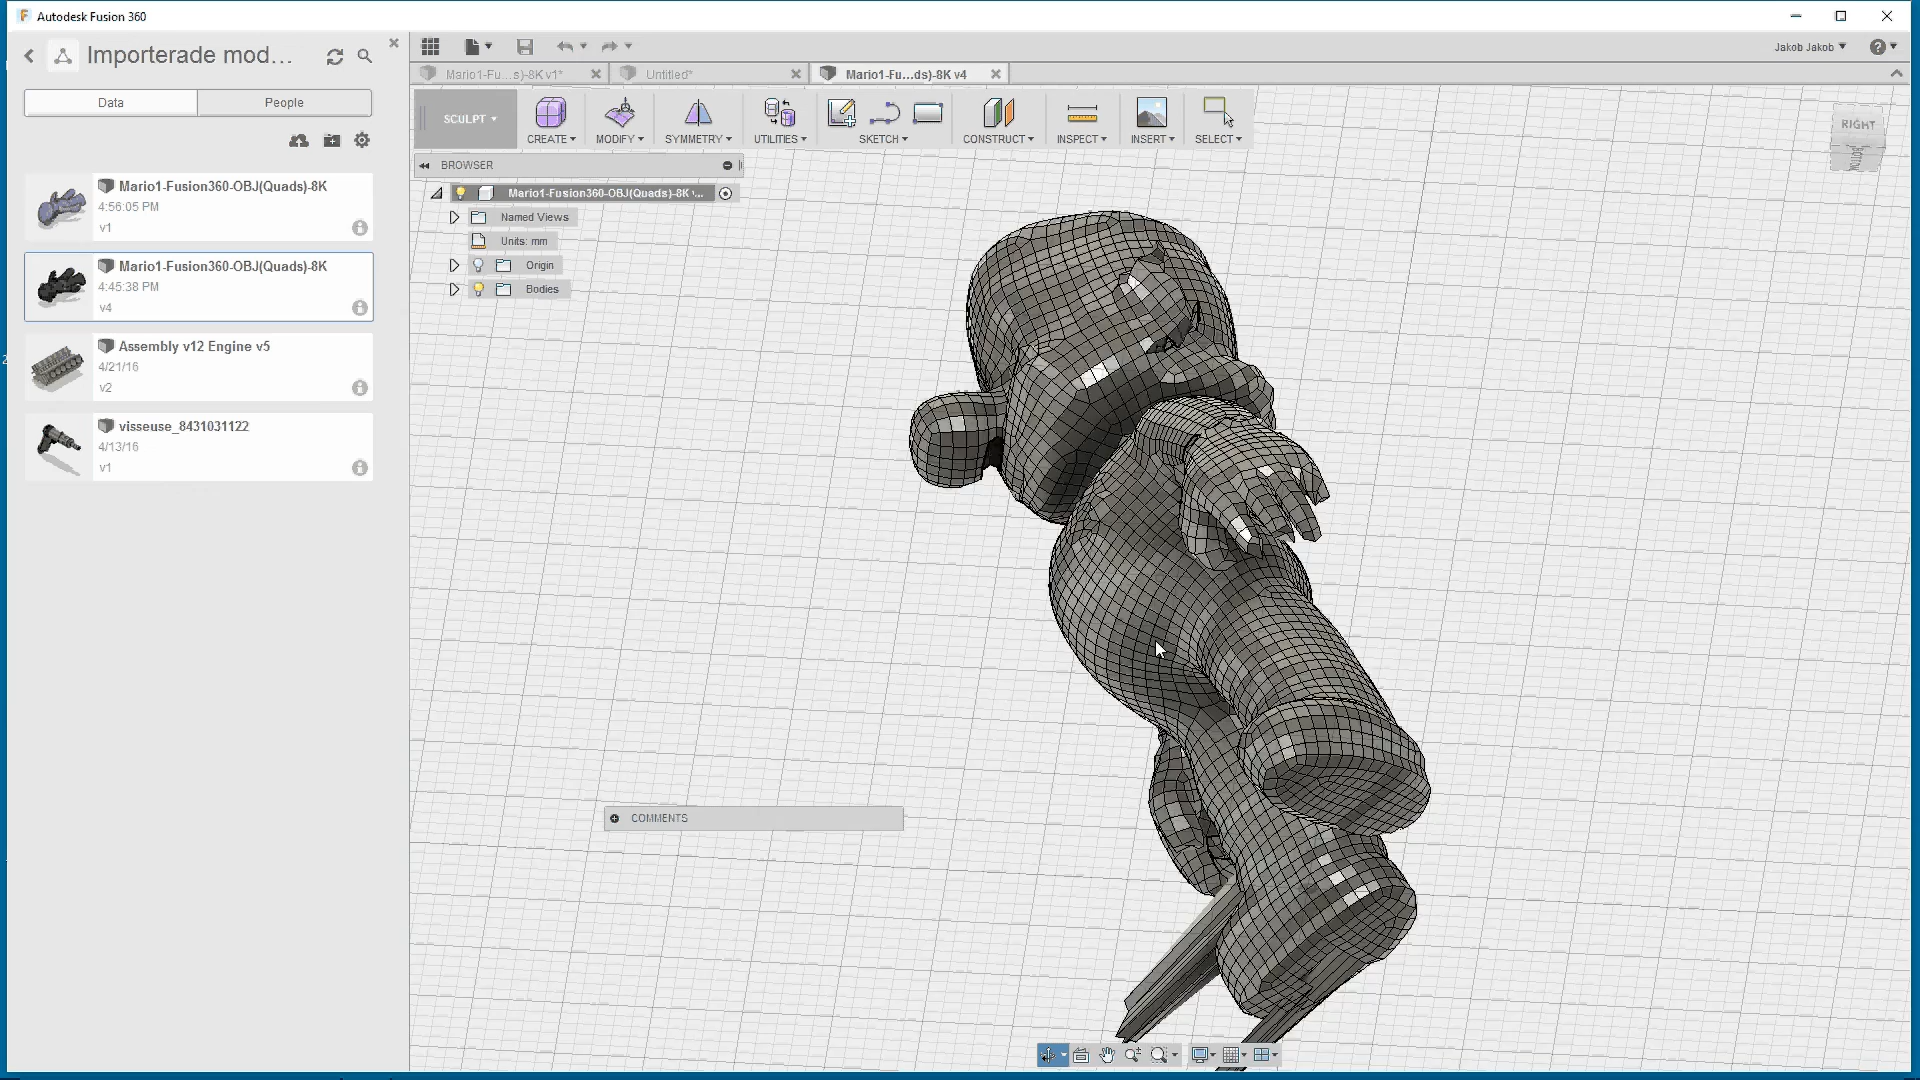 Autodesk Fusion 360
Importerade mod...
Data
People
Mario1-Fusion360-OBJ(Quads)-8K
4:56:05 PM
v1
Mario1-Fusion360-OBJ(Quads)-8K
4:45:38 PM
v4
Assembly v12 Engine v5
4/21/16
v2
visseuse_8431031122
4/13/16
v1
Jakob Jakob
Mario1-Fu...s)-8K v1*
Untitled*
Mario1-Fu...ds)-8K v4
SCULPT
CREATE
MODIFY
SYMMETRY
UTILITIES
SKETCH
CONSTRUCT
INSPECT
INSERT
SELECT
BROWSER
Mario1-Fusion360-OBJ(Quads)-8K v...
Named Views
Units: mm
Origin
Bodies
RIGHT
BOTTOM
COMMENTS